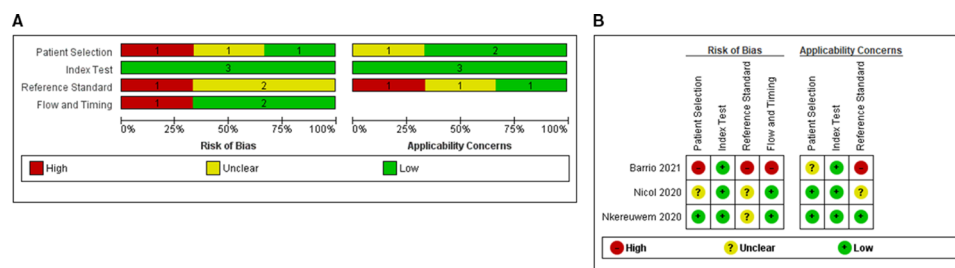 A
Patient Selection 1 1 1 1 2
Index Test 3 3
Reference Standard 1 2 1 1 1
Flow and Timing 1 2
0% 25% 50% 75% 100% 0% 25% 50% 75% 100%
Risk of Bias Applicability Concerns
High Unclear Low
B
Risk of Bias Applicability Concerns
Patient Selection
Index Test
Reference Standard
Flow and Timing
Patient Selection
Index Test
Reference Standard
Barrio 2021 – + – – ? + –
Nicol 2020 ? + ? + + + ?
Nkereuwem 2020 + + ? + + + +
– High ? Unclear + Low